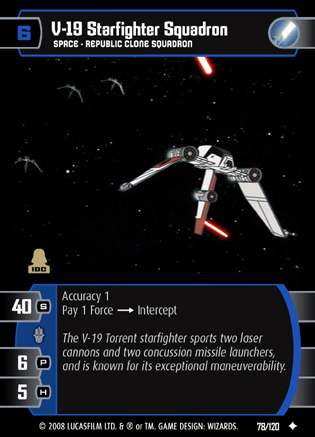 6
V-19 Starfighter Squadron
SPACE - REPUBLIC CLONE SQUADRON
IDC
40 S
Accuracy 1
Pay 1 Force → Intercept
The V-19 Torrent starfighter sports two laser
cannons and two concussion missile launchers,
and is known for its exceptional maneuverability.
6 P
5 H
© 2008 LUCASFILM LTD. & ® or TM. GAME DESIGN: WIZARDS. 78/120